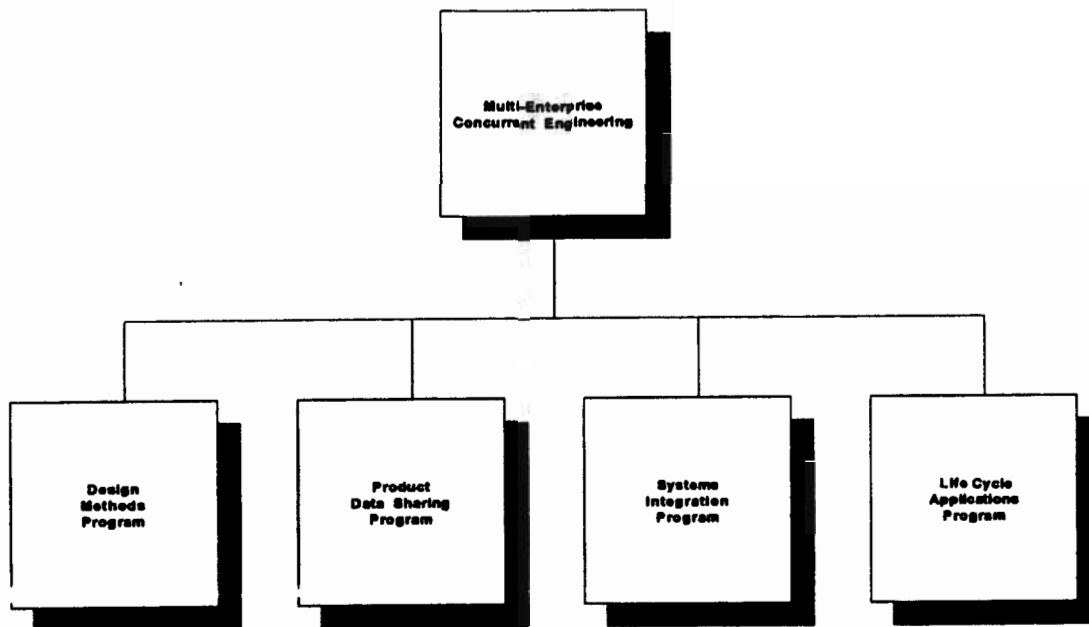 Multi-Enterprise
Concurrent Engineering
Design
Methods
Program
Product
Data Sharing
Program
Systems
Integration
Program
Life Cycle
Applications
Program